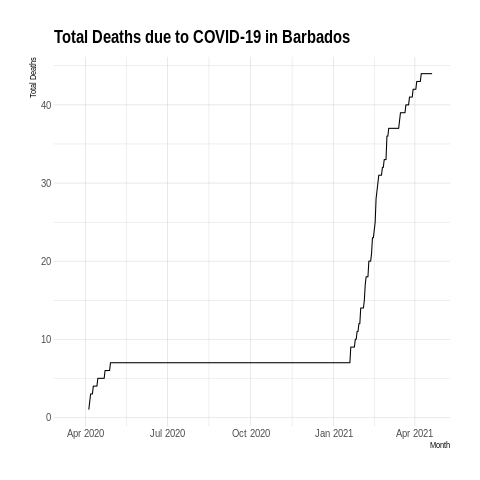 Total Deaths due to COVID-19 in Barbados
Total Deaths
40
30
20
10
0
Apr 2020 Jul 2020 Oct 2020 Jan 2021 Apr 2021
Month